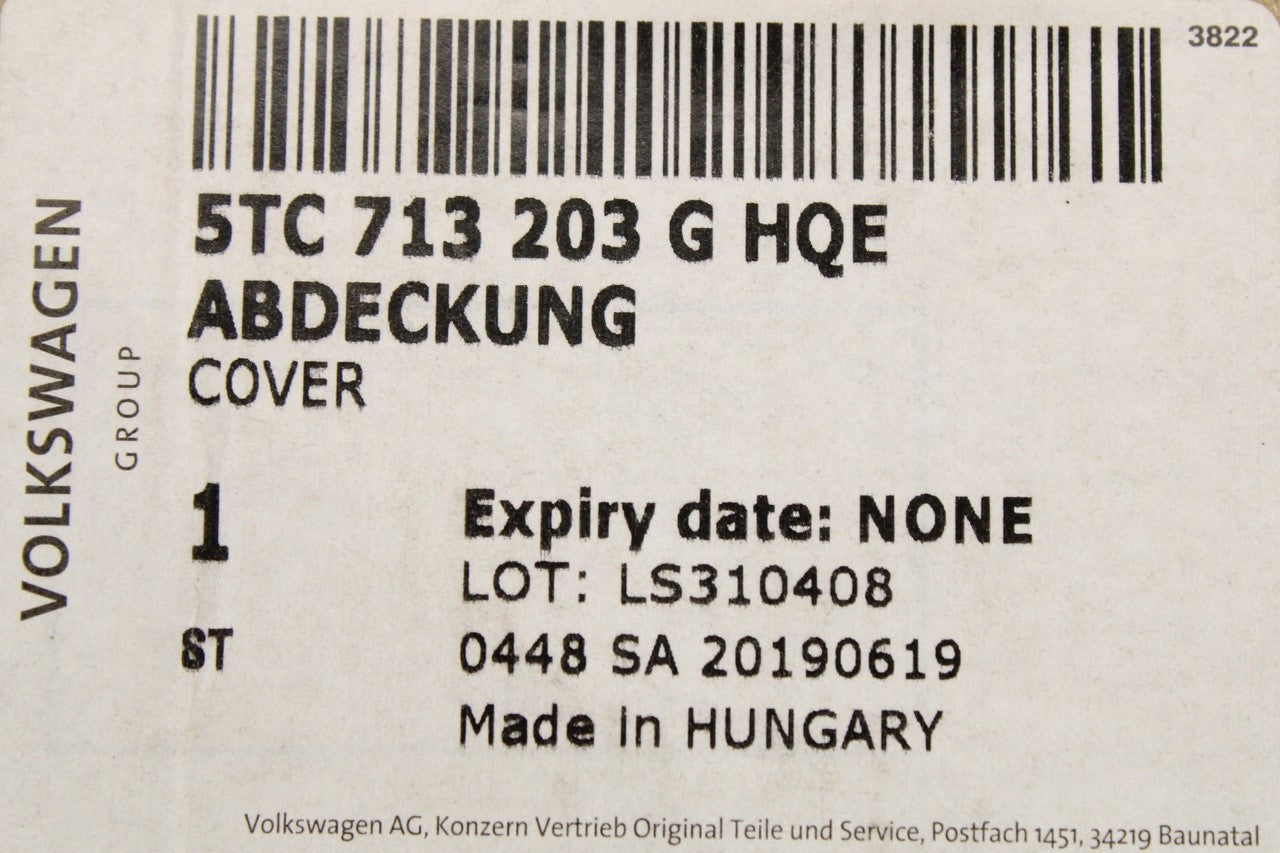 3822
5TC 713 203 G HQE
ABDECKUNG
COVER
VOLKSWAGEN
GROUP
1
Expiry date: NONE
LOT: LS310408
ST
0448 SA 20190619
Made in HUNGARY
Volkswagen AG, Konzern Vertrieb Original Teile und Service, Postfach 1451, 34219 Baunatal